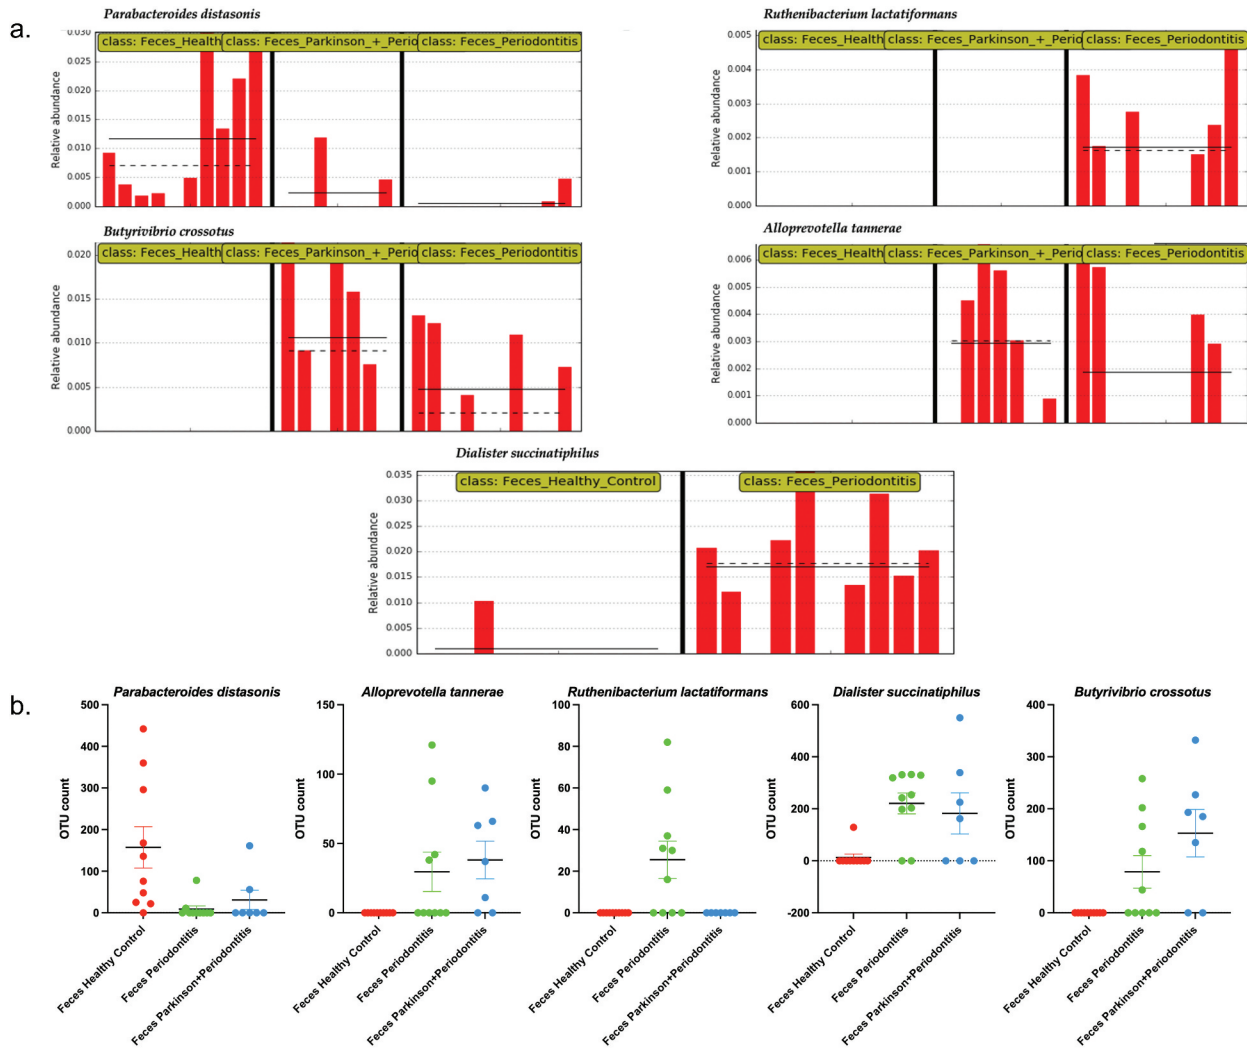 a.
Parabacteroides distasonis
Relative abundance
0.030
0.025
0.020
0.015
0.010
0.005
0.000
class: Feces_Health
class: Feces_Parkinson_+_Perio
class: Feces_Periodontitis
Ruthenibacterium lactatiformans
Relative abundance
0.005
0.004
0.003
0.002
0.001
0.000
class: Feces_Health
class: Feces_Parkinson_+_Peri
class: Feces_Periodontitis
Butyrivibrio crossotus
Relative abundance
0.020
0.015
0.010
0.005
0.000
class: Feces_Health
class: Feces_Parkinson_+_Perio
class: Feces_Periodontitis
Alloprevotella tannerae
Relative abundance
0.006
0.005
0.004
0.003
0.002
0.001
0.000
class: Feces_Health
class: Feces_Parkinson_+_Peri
class: Feces_Periodontitis
Dialister succinatiphilus
Relative abundance
0.035
0.030
0.025
0.020
0.015
0.010
0.005
0.000
class: Feces_Healthy_Control
class: Feces_Periodontitis
b.
Parabacteroides distasonis
OTU count
500
400
300
200
100
0
Feces Healthy Control
Feces Periodontitis
Feces Parkinson+Periodontitis
Alloprevotella tannerae
OTU count
150
100
50
0
Feces Healthy Control
Feces Periodontitis
Feces Parkinson+Periodontitis
Ruthenibacterium lactatiformans
OTU count
100
80
60
40
20
0
Feces Healthy Control
Feces Periodontitis
Feces Parkinson+Periodontitis
Dialister succinatiphilus
OTU count
600
400
200
0
-200
Feces Healthy Control
Feces Periodontitis
Feces Parkinson+Periodontitis
Butyrivibrio crossotus
OTU count
400
300
200
100
0
Feces Healthy Control
Feces Periodontitis
Feces Parkinson+Periodontitis